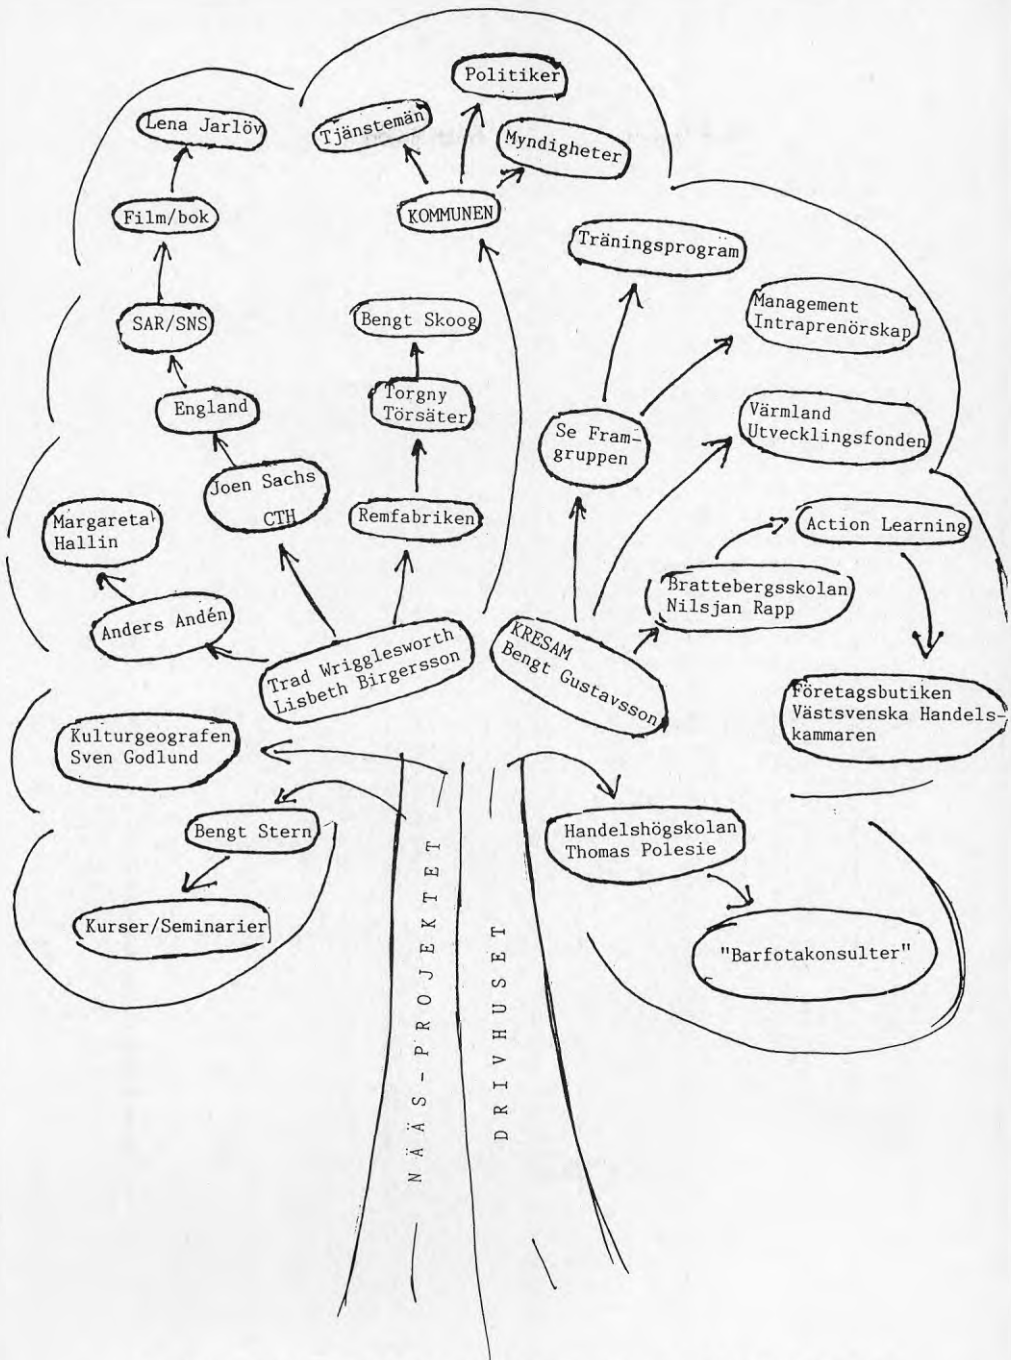 Politiker
Lena Jarlöv
Tjänstemän
Myndigheter
Film/bok
KOMMUNEN
Träningsprogram
SAR/SNS
Bengt Skoog
Management
Intraprenörskap
England
Torgny
Törsäter
Värmland
Utvecklingsfonden
Se Fram-
gruppen
Joen Sachs
CTH
Margareta
Hallin
Remfabriken
Action Learning
Anders Andén
Brattebergsskolan
Nilsjan Rapp
Trad Wrigglesworth
Lisbeth Birgersson
KRESAM
Bengt Gustavsson
Företagsbutiken
Västsvenska Handels-
kammaren
Kulturgeografen
Sven Godlund
Bengt Stern
Handelshögskolan
Thomas Polesie
Kurser/Seminarier
"Barfotakonsulter"
NÄÄS-PROJEKTET
DRIVHUSET